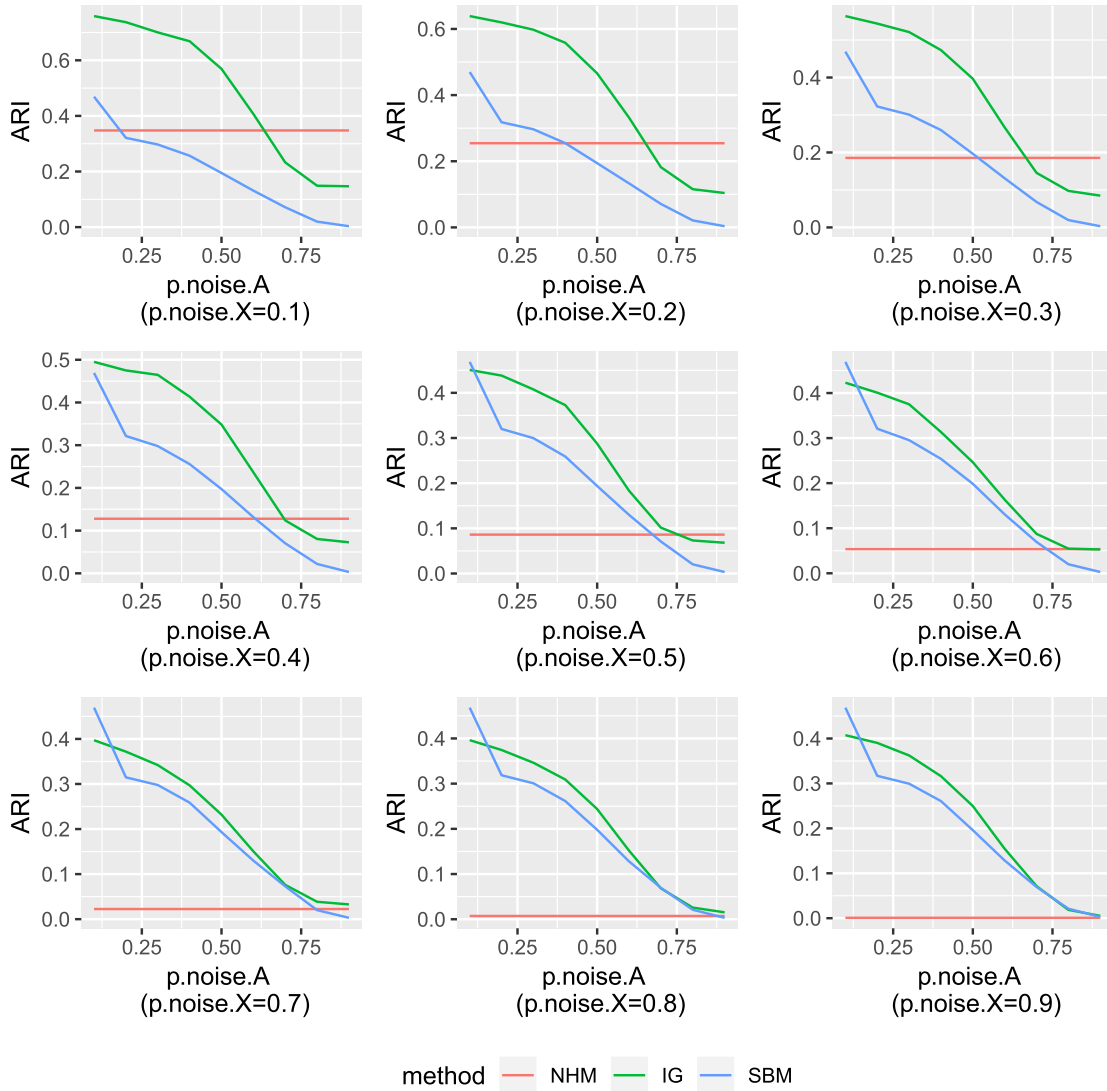 ARI
0.6
0.4
0.2
0.0
0.25 0.50 0.75
p.noise.A
(p.noise.X=0.1)
ARI
0.6
0.4
0.2
0.0
0.25 0.50 0.75
p.noise.A
(p.noise.X=0.2)
ARI
0.4
0.2
0.0
0.25 0.50 0.75
p.noise.A
(p.noise.X=0.3)
ARI
0.5
0.4
0.3
0.2
0.1
0.0
0.25 0.50 0.75
p.noise.A
(p.noise.X=0.4)
ARI
0.4
0.3
0.2
0.1
0.0
0.25 0.50 0.75
p.noise.A
(p.noise.X=0.5)
ARI
0.4
0.3
0.2
0.1
0.0
0.25 0.50 0.75
p.noise.A
(p.noise.X=0.6)
ARI
0.4
0.3
0.2
0.1
0.0
0.25 0.50 0.75
p.noise.A
(p.noise.X=0.7)
ARI
0.4
0.3
0.2
0.1
0.0
0.25 0.50 0.75
p.noise.A
(p.noise.X=0.8)
ARI
0.4
0.3
0.2
0.1
0.0
0.25 0.50 0.75
p.noise.A
(p.noise.X=0.9)
method NHM IG SBM